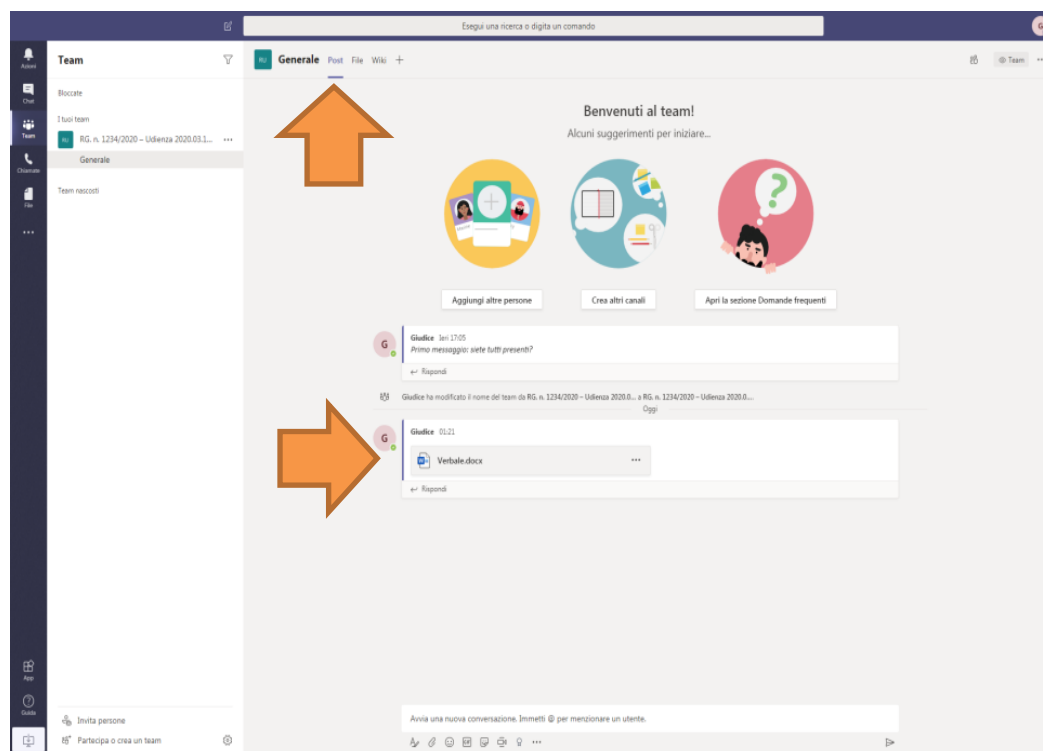 Esegui una ricerca o digita un comando
G
Attività
Chat
Team
Chiamate
File
App
Guida
Team
Bloccate
I tuoi team
RU
RG. n. 1234/2020 – Udienza 2020.03.1...
Generale
Team nascosti
Invita persone
Partecipa o crea un team
RU
Generale Post File Wiki +
Team
Benvenuti al team!
Alcuni suggerimenti per iniziare...
Aggiungi altre persone
Crea altri canali
Apri la sezione Domande frequenti
G
Giudice Ieri 17:05
Primo messaggio: siete tutti presenti?
Rispondi
Giudice ha modificato il nome del team da RG. n. 1234/2020 – Udienza 2020.0... a RG. n. 1234/2020 – Udienza 2020.0....
Oggi
G
Giudice 01:21
Verbale.docx
Rispondi
Avvia una nuova conversazione. Immetti @ per menzionare un utente.